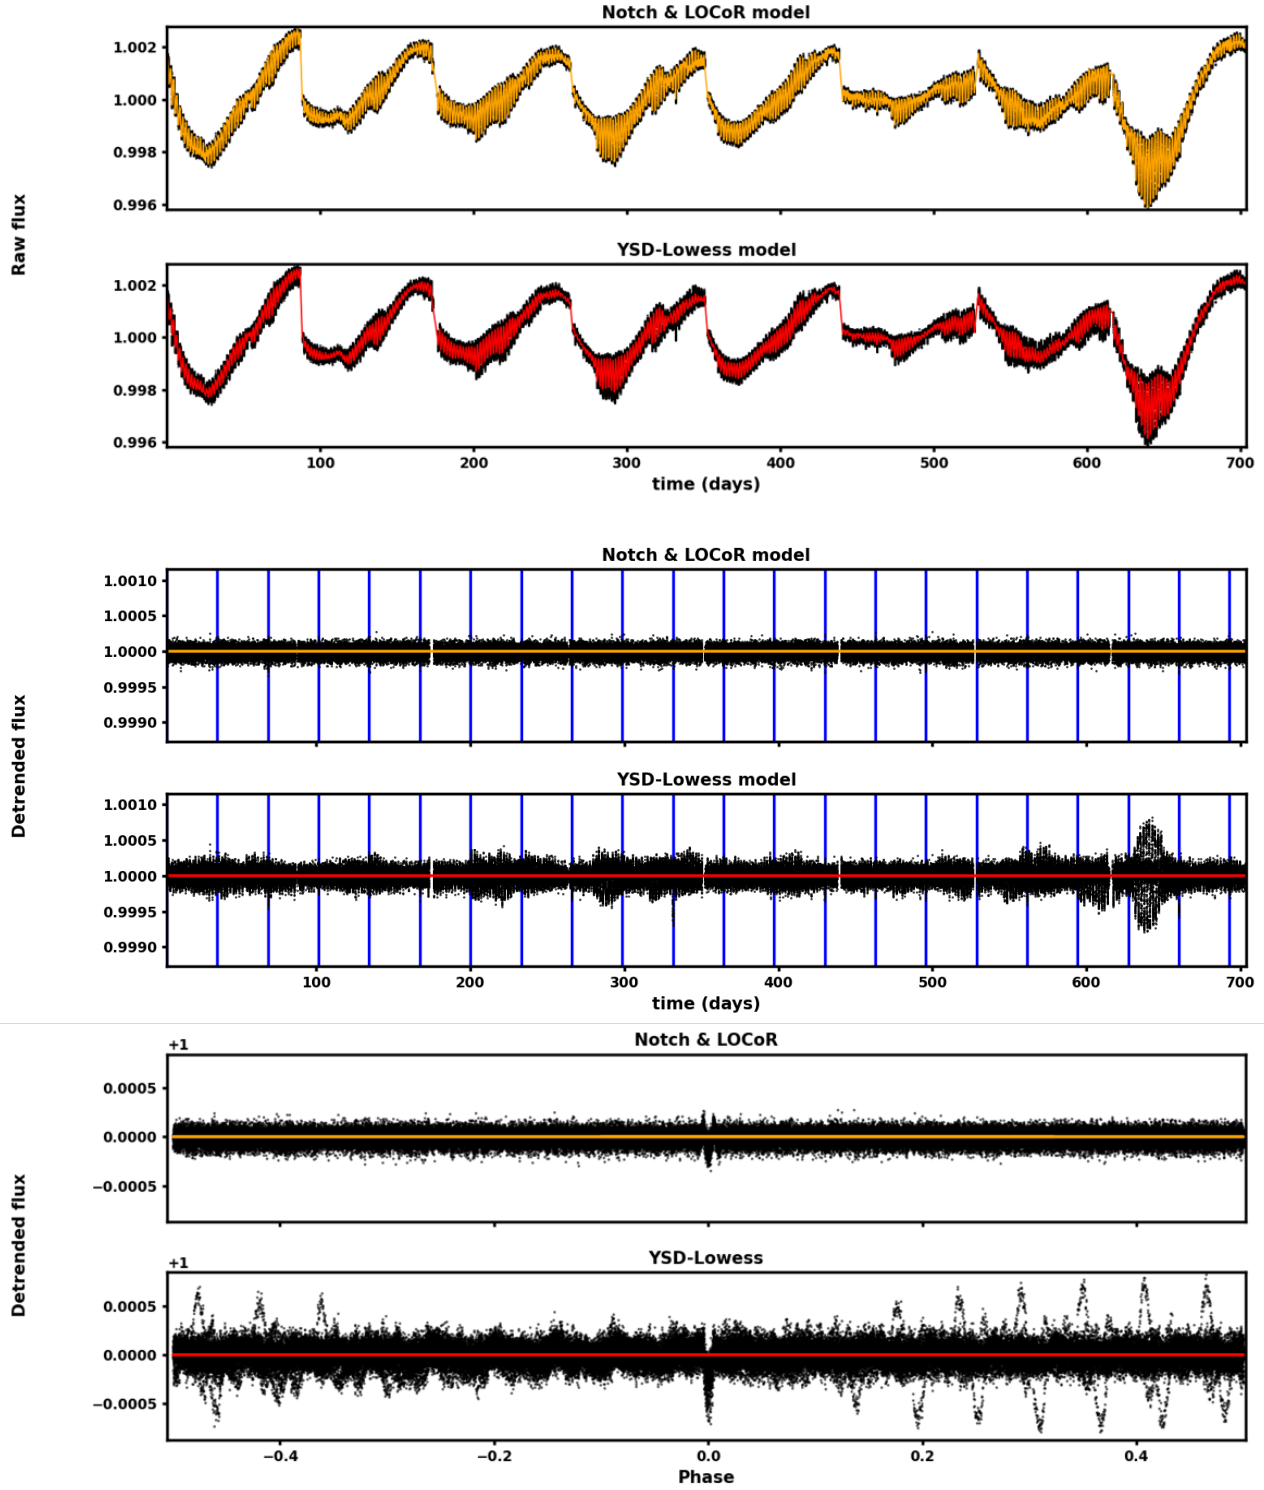 Notch & LOCoR model
1.002
1.000
0.998
0.996
Raw flux
YSD-Lowess model
1.002
1.000
0.998
0.996
100 200 300 400 500 600 700
time (days)
Notch & LOCoR model
1.0010
1.0005
1.0000
0.9995
0.9990
Detrended flux
YSD-Lowess model
1.0010
1.0005
1.0000
0.9995
0.9990
100 200 300 400 500 600 700
time (days)
Notch & LOCoR
+1
0.0005
0.0000
−0.0005
Detrended flux
YSD-Lowess
+1
0.0005
0.0000
−0.0005
−0.4 −0.2 0.0 0.2 0.4
Phase